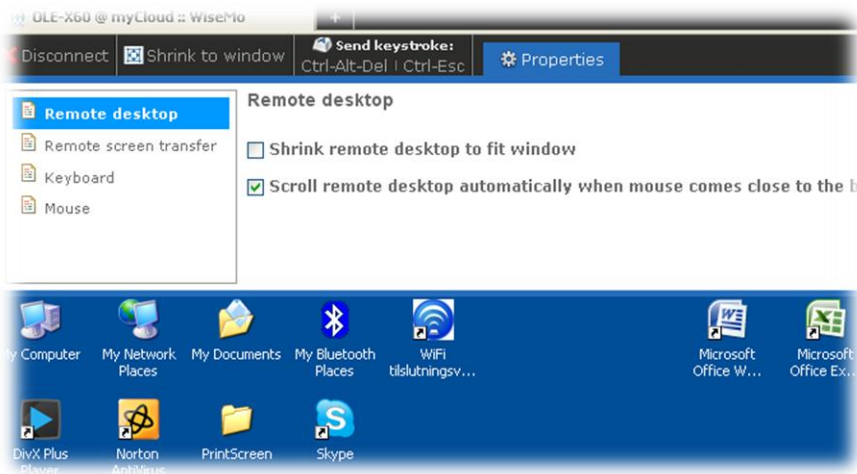 OLE-X60 @ myCloud :: WiseMo
+
Disconnect
Shrink to window
Send keystroke:
Ctrl-Alt-Del | Ctrl-Esc
Properties
Remote desktop
Remote screen transfer
Keyboard
Mouse
Remote desktop
Shrink remote desktop to fit window
Scroll remote desktop automatically when mouse comes close to the b
My Computer
My Network
Places
My Documents
My Bluetooth
Places
WiFi
tilslutningsv...
Microsoft
Office W...
Microsoft
Office Ex...
DivX Plus
Player
Norton
AntiVirus
PrintScreen
Skype